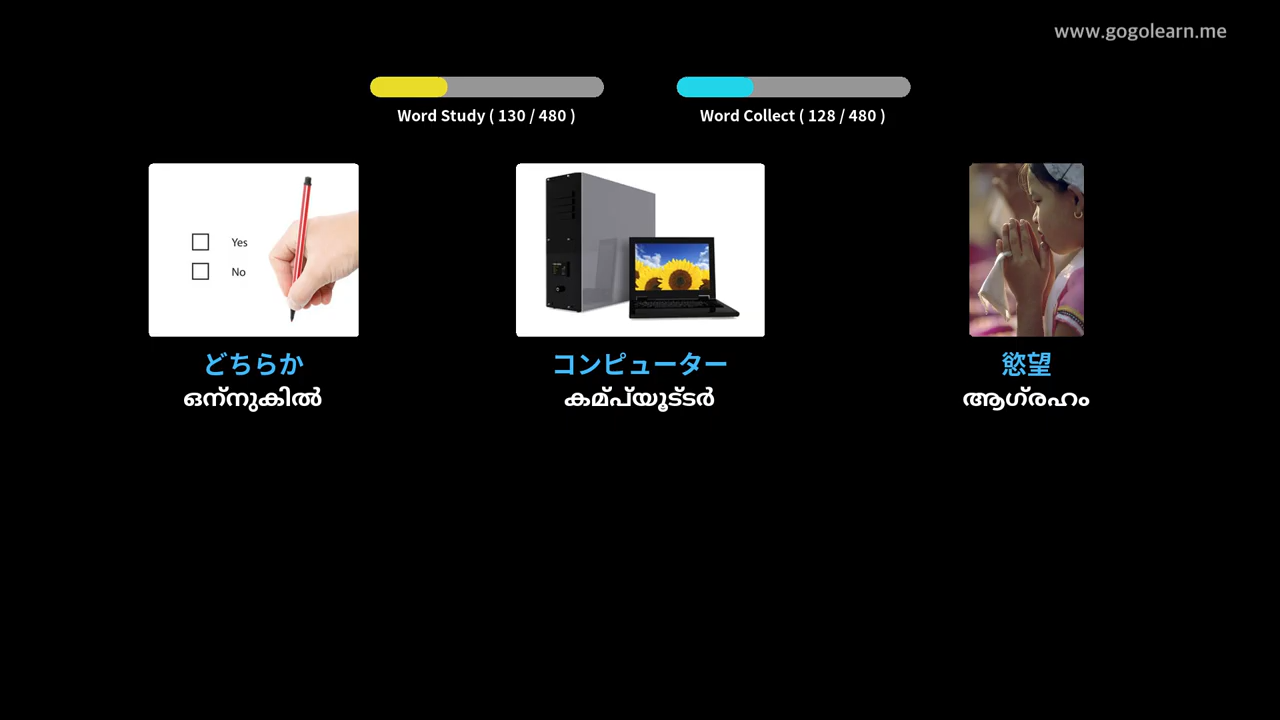 www.gogolearn.me
Word Study ( 130 / 480 )
Word Collect ( 128 / 480 )
Yes
No
どちらか
コンピューター
慾望
ഒന്നുകിൽ
കമ്പ്യൂട്ടർ
ആഗ്രഹം